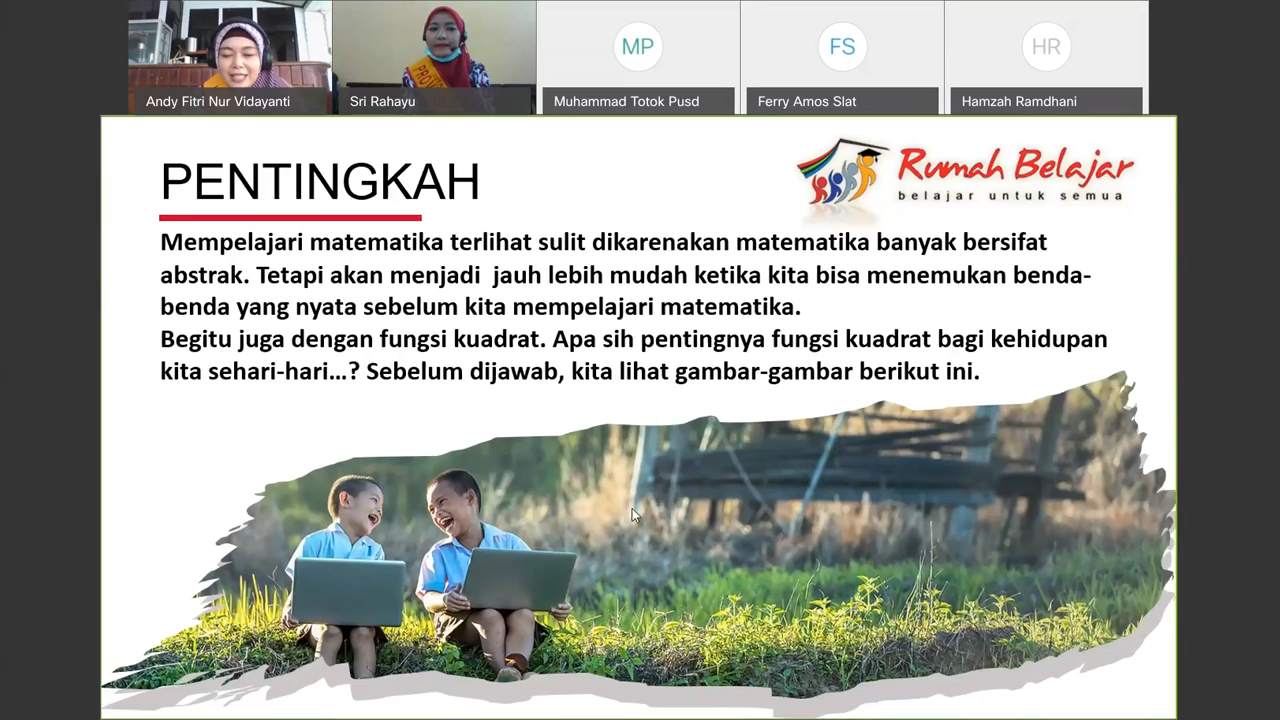 MP
FS
HR
Andy Fitri Nur Vidayanti
Sri Rahayu
Muhammad Totok Pusd
Ferry Amos Slat
Hamzah Ramdhani
PENTINGKAH
Rumah Belajar
belajar untuk semua
Mempelajari matematika terlihat sulit dikarenakan matematika banyak bersifat
abstrak. Tetapi akan menjadi jauh lebih mudah ketika kita bisa menemukan benda-
benda yang nyata sebelum kita mempelajari matematika.
Begitu juga dengan fungsi kuadrat. Apa sih pentingnya fungsi kuadrat bagi kehidupan
kita sehari-hari...? Sebelum dijawab, kita lihat gambar-gambar berikut ini.